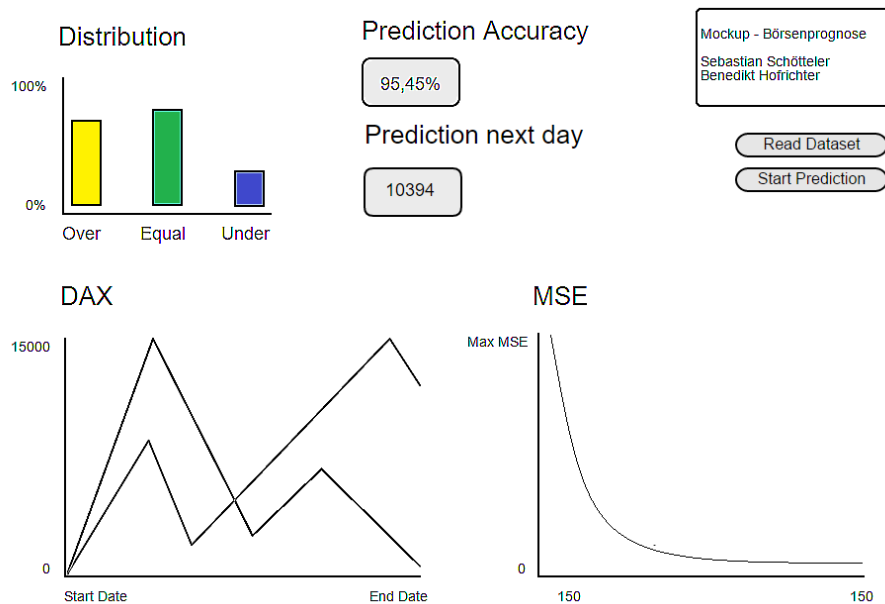 Distribution
100%
0%
Over
Equal
Under
Prediction Accuracy
95,45%
Prediction next day
10394
Mockup - Börsenprognose
Sebastian Schötteler
Benedikt Hofrichter
Read Dataset
Start Prediction
DAX
15000
0
Start Date
End Date
MSE
Max MSE
0
150
150